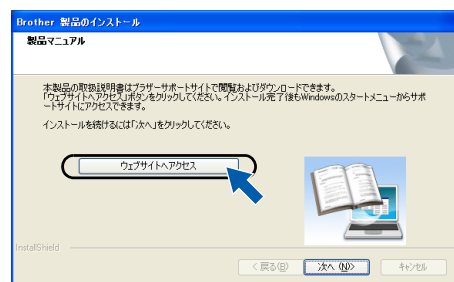 Brother 製品のインストール
製品マニュアル
本製品の取扱説明書はブラザーサポートサイトで閲覧およびダウンロードできます。
「ウェブサイトへアクセス」ボタンをクリックしてください。インストール完了後もWindowsのスタートメニューからサポ
ートサイトにアクセスできます。
インストールを続けるには「次へ」をクリックしてください。
ウェブサイトへアクセス
InstallShield
< 戻る(B)
次へ (N)>
キャンセル